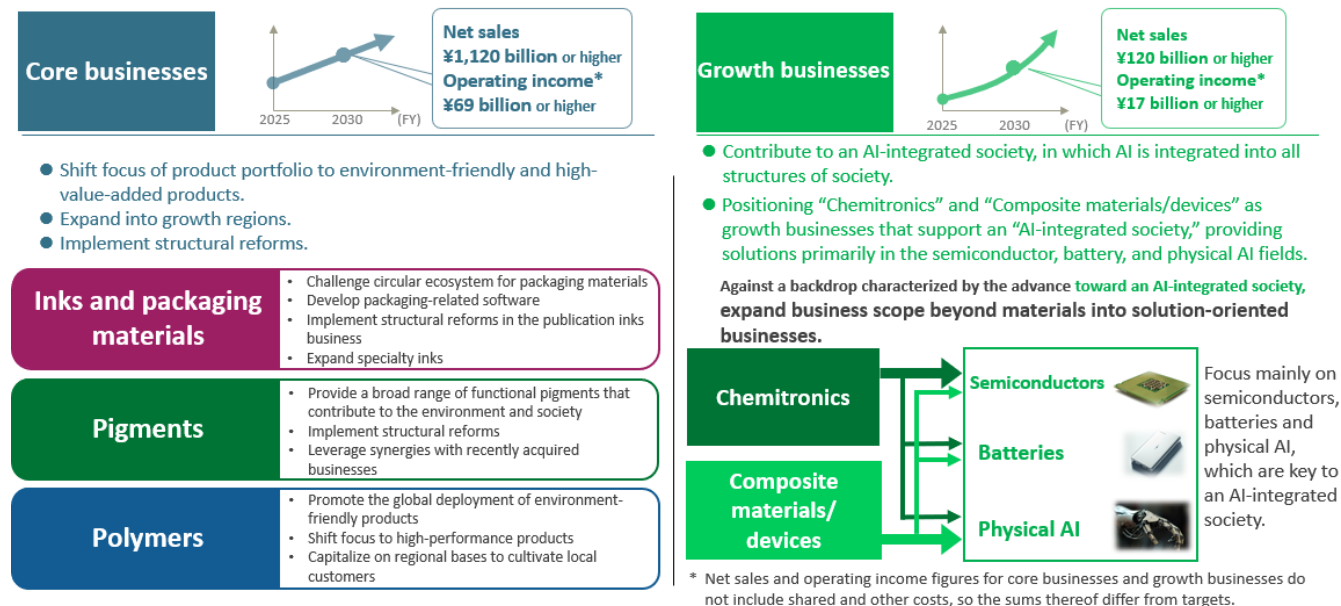 Core businesses
Net sales
¥1,120 billion or higher
Operating income*
¥69 billion or higher
2025 2030 (FY)
● Shift focus of product portfolio to environment-friendly and high-
value-added products.
● Expand into growth regions.
● Implement structural reforms.
Inks and packaging
materials
• Challenge circular ecosystem for packaging materials
• Develop packaging-related software
• Implement structural reforms in the publication inks
business
• Expand specialty inks
Pigments
• Provide a broad range of functional pigments that
contribute to the environment and society
• Implement structural reforms
• Leverage synergies with recently acquired
businesses
Polymers
• Promote the global deployment of environment-
friendly products
• Shift focus to high-performance products
• Capitalize on regional bases to cultivate local
customers
Growth businesses
Net sales
¥120 billion or higher
Operating income*
¥17 billion or higher
2025 2030 (FY)
● Contribute to an AI-integrated society, in which AI is integrated into all
structures of society.
● Positioning “Chemitronics” and “Composite materials/devices” as
growth businesses that support an “AI-integrated society,” providing
solutions primarily in the semiconductor, battery, and physical AI fields.
Against a backdrop characterized by the advance toward an AI-integrated society,
expand business scope beyond materials into solution-oriented
businesses.
Chemitronics
Composite
materials/
devices
Semiconductors
Batteries
Physical AI
Focus mainly on
semiconductors,
batteries and
physical AI,
which are key to
an AI-integrated
society.
* Net sales and operating income figures for core businesses and growth businesses do
not include shared and other costs, so the sums thereof differ from targets.